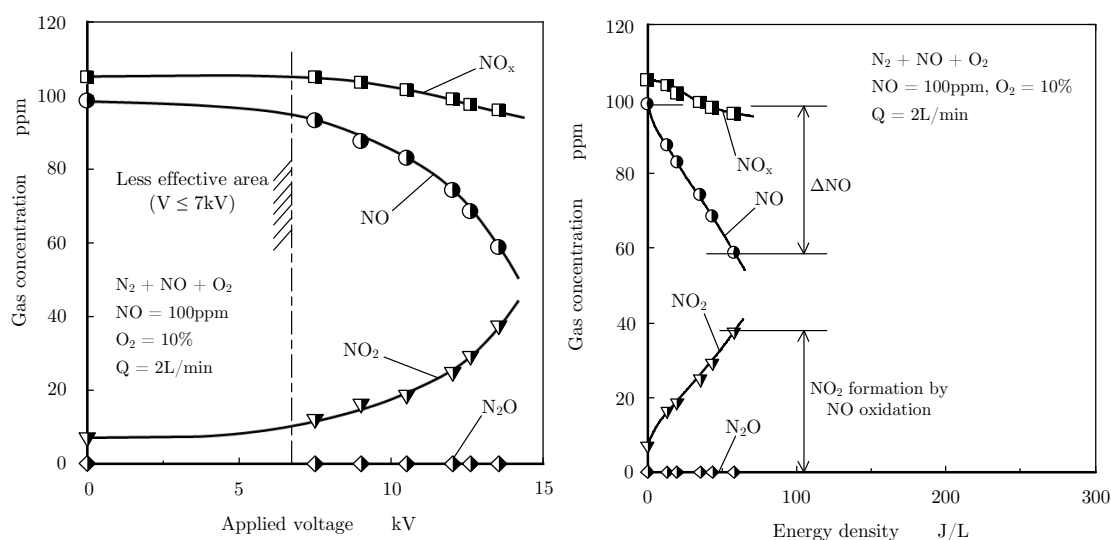 120
100
80
60
40
20
0
Gas concentration ppm
0
5
10
15
Applied voltage kV
NOₓ
NO
NO₂
N₂O
Less effective area
(V ≤ 7kV)
N₂ + NO + O₂
NO = 100ppm
O₂ = 10%
Q = 2L/min
120
100
80
60
40
20
0
Gas concentration ppm
0
100
200
300
Energy density J/L
N₂ + NO + O₂
NO = 100ppm, O₂ = 10%
Q = 2L/min
NOₓ
ΔNO
NO
NO₂
NO₂ formation by
NO oxidation
N₂O